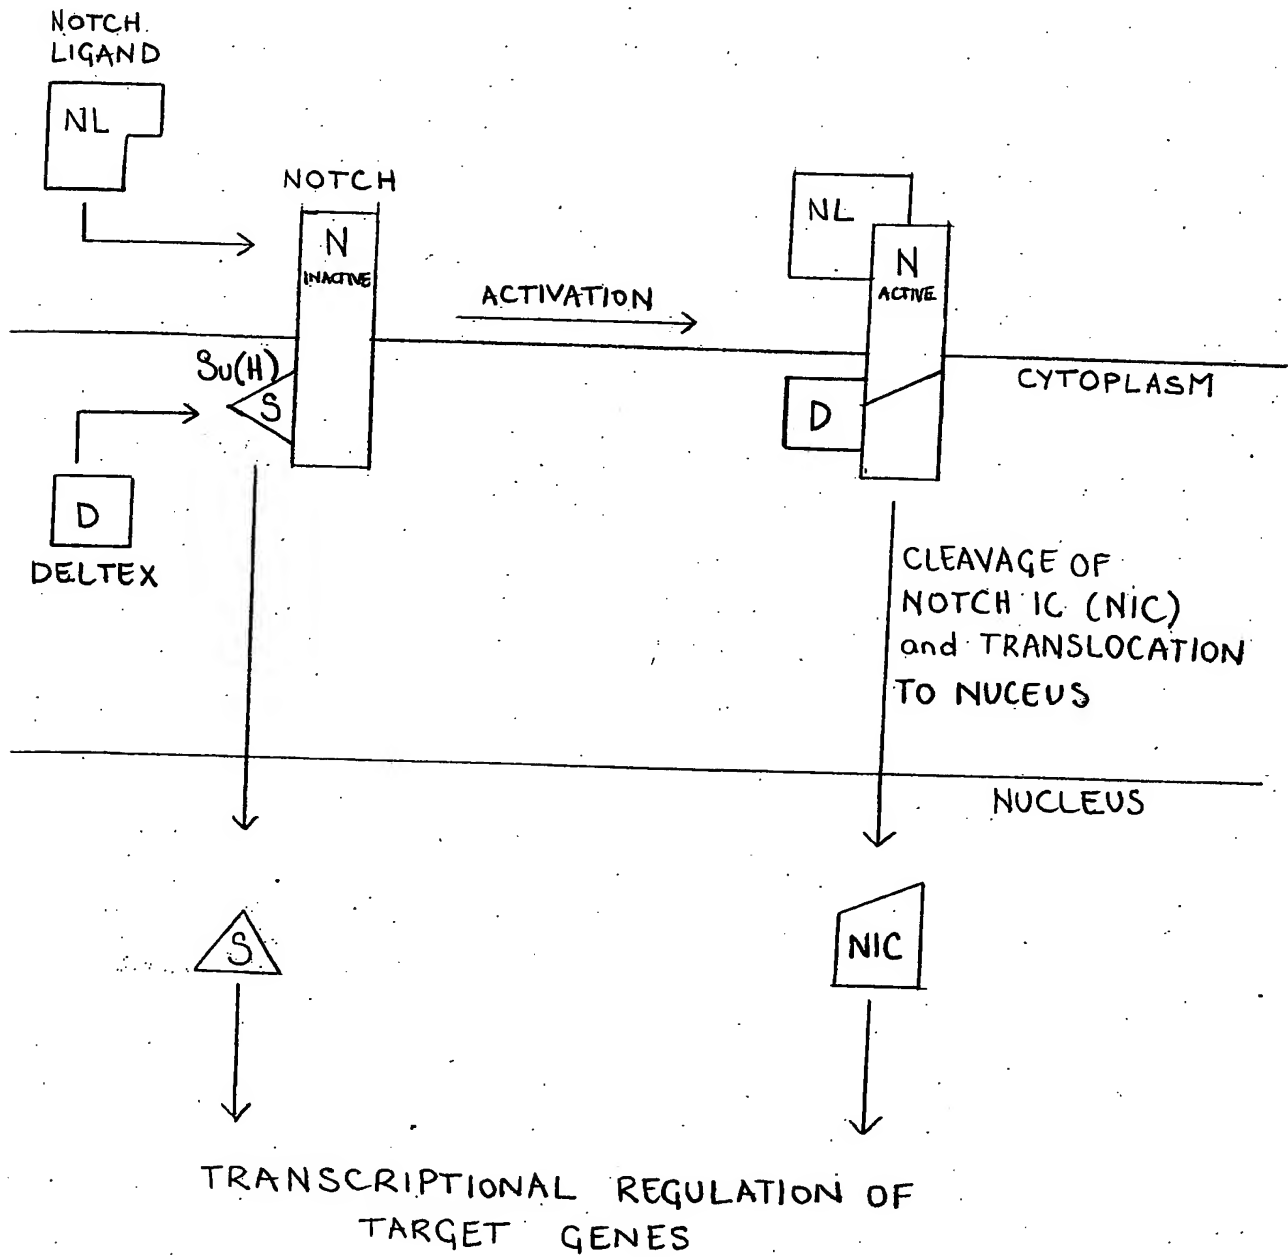 NOTCH
LIGAND
NL
NOTCH
N
INACTIVE
ACTIVATION
NL
N
ACTIVE
Su(H)
S
CYTOPLASM
D
D
DELTEX
CLEAVAGE OF
NOTCH IC (NIC)
and TRANSLOCATION
TO NUCEUS
NUCLEUS
S
NIC
TRANSCRIPTIONAL REGULATION OF
TARGET GENES